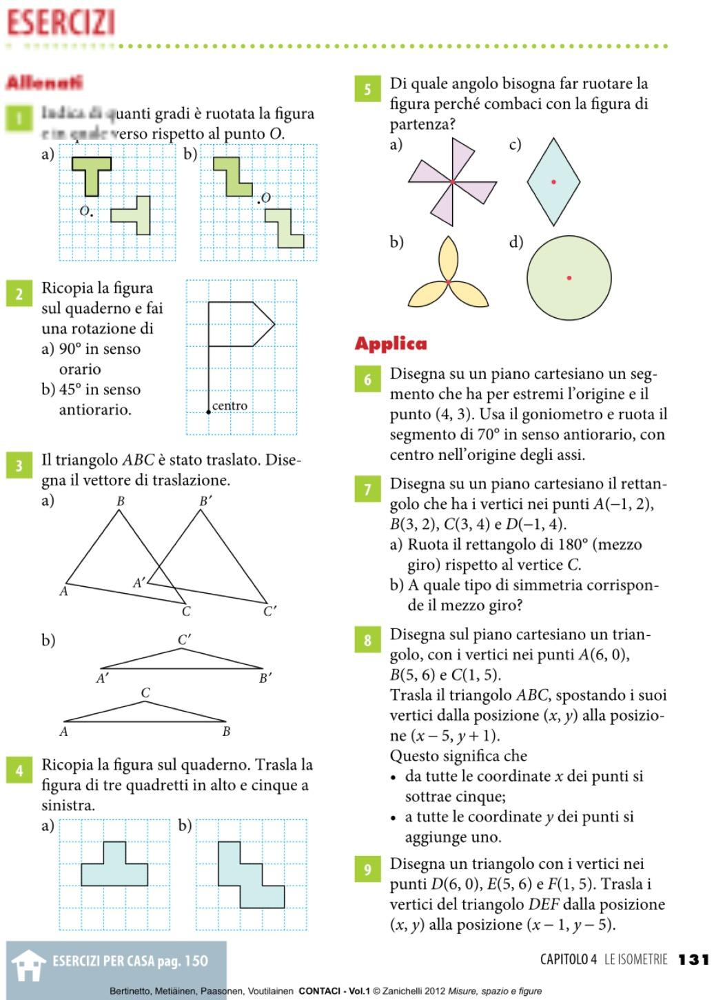 ESERCIZI
Allenati
1
Indica di quanti gradi è ruotata la figura
e in quale verso rispetto al punto O.
a)
b)
O.
.O
2
Ricopia la figura
sul quaderno e fai
una rotazione di
a) 90° in senso
orario
b) 45° in senso
antiorario.
centro
3
Il triangolo ABC è stato traslato. Dise-
gna il vettore di traslazione.
a)
B
B′
A
A′
C
C′
b)
C′
A′
B′
C
A
B
4
Ricopia la figura sul quaderno. Trasla la
figura di tre quadretti in alto e cinque a
sinistra.
a)
b)
ESERCIZI PER CASA pag. 150
5
Di quale angolo bisogna far ruotare la
figura perché combaci con la figura di
partenza?
a)
c)
b)
d)
Applica
6
Disegna su un piano cartesiano un seg-
mento che ha per estremi l’origine e il
punto (4, 3). Usa il goniometro e ruota il
segmento di 70° in senso antiorario, con
centro nell’origine degli assi.
7
Disegna su un piano cartesiano il rettan-
golo che ha i vertici nei punti A(−1, 2),
B(3, 2), C(3, 4) e D(−1, 4).
a) Ruota il rettangolo di 180° (mezzo
giro) rispetto al vertice C.
b) A quale tipo di simmetria corrispon-
de il mezzo giro?
8
Disegna sul piano cartesiano un trian-
golo, con i vertici nei punti A(6, 0),
B(5, 6) e C(1, 5).
Trasla il triangolo ABC, spostando i suoi
vertici dalla posizione (x, y) alla posizio-
ne (x − 5, y + 1).
Questo significa che
• da tutte le coordinate x dei punti si
sottrae cinque;
• a tutte le coordinate y dei punti si
aggiunge uno.
9
Disegna un triangolo con i vertici nei
punti D(6, 0), E(5, 6) e F(1, 5). Trasla i
vertici del triangolo DEF dalla posizione
(x, y) alla posizione (x − 1, y − 5).
CAPITOLO 4 LE ISOMETRIE 131
Bertinetto, Metiäinen, Paasonen, Voutilainen CONTACI - Vol.1 © Zanichelli 2012 Misure, spazio e figure